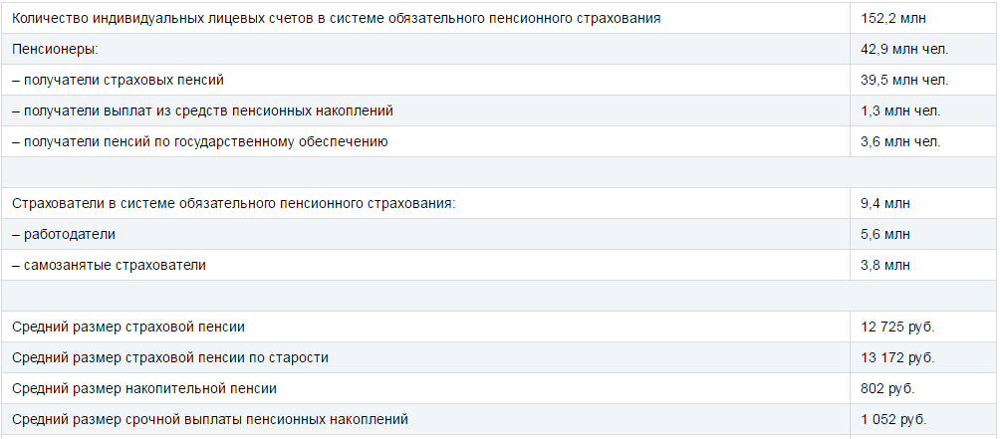 Количество индивидуальных лицевых счетов в системе обязательного пенсионного страхования 152,2 млн
Пенсионеры: 42,9 млн чел.
– получатели страховых пенсий 39,5 млн чел.
– получатели выплат из средств пенсионных накоплений 1,3 млн чел.
– получатели пенсий по государственному обеспечению 3,6 млн чел.
Страхователи в системе обязательного пенсионного страхования: 9,4 млн
– работодатели 5,6 млн
– самозанятые страхователи 3,8 млн
Средний размер страховой пенсии 12 725 руб.
Средний размер страховой пенсии по старости 13 172 руб.
Средний размер накопительной пенсии 802 руб.
Средний размер срочной выплаты пенсионных накоплений 1 052 руб.